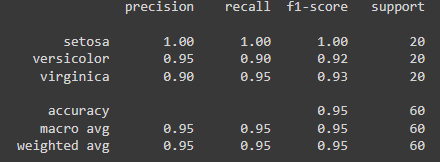 precision recall f1-score support
setosa 1.00 1.00 1.00 20
versicolor 0.95 0.90 0.92 20
virginica 0.90 0.95 0.93 20
accuracy 0.95 60
macro avg 0.95 0.95 0.95 60
weighted avg 0.95 0.95 0.95 60